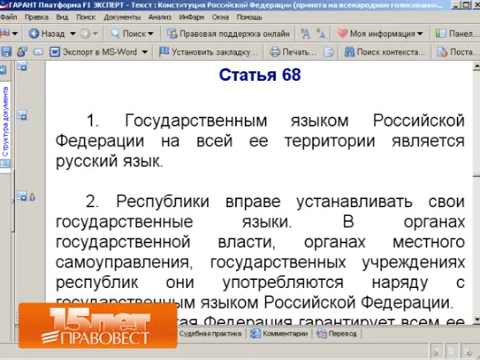 ГАРАНТ Платформа F1 ЭКСПЕРТ - Текст : Конституция Российской Федерации (принята на всенародном голосовании...
Правка Вид Поиск Документы Анализ ИнФарм Окна Помощь
Назад Поиск Правовая поддержка онлайн Моя информация Панел...
Экспорт в MS-Word Установить закладку... Печать... Поиск контекста... Поста...
Структура документа
Статья 68
1. Государственным языком Российской
Федерации на всей ее территории является
русский язык.
2. Республики вправе устанавливать свои
государственные языки. В органах
государственной власти, органах местного
самоуправления, государственных учреждениях
республик они употребляются наряду с
государственным языком Российской Федерации.
Федерация гарантирует всем ее
15 лет
ПРАВОВЕСТ
Судебная практика Комментарии Перевод